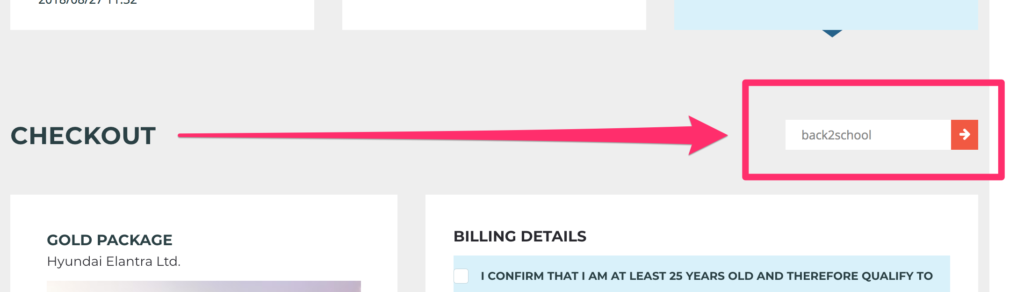 2018/08/27 11:52
CHECKOUT
back2school
GOLD PACKAGE
Hyundai Elantra Ltd.
BILLING DETAILS
I CONFIRM THAT I AM AT LEAST 25 YEARS OLD AND THEREFORE QUALIFY TO